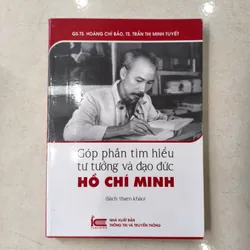 GS.TS. HOÀNG CHÍ BẢO, TS. TRẦN THỊ MINH TUYẾT
Góp phần tìm hiểu
tư tưởng và đạo đức
HỒ CHÍ MINH
(Sách tham khảo)
NHÀ XUẤT BẢN
THÔNG TIN VÀ TRUYỀN THÔNG